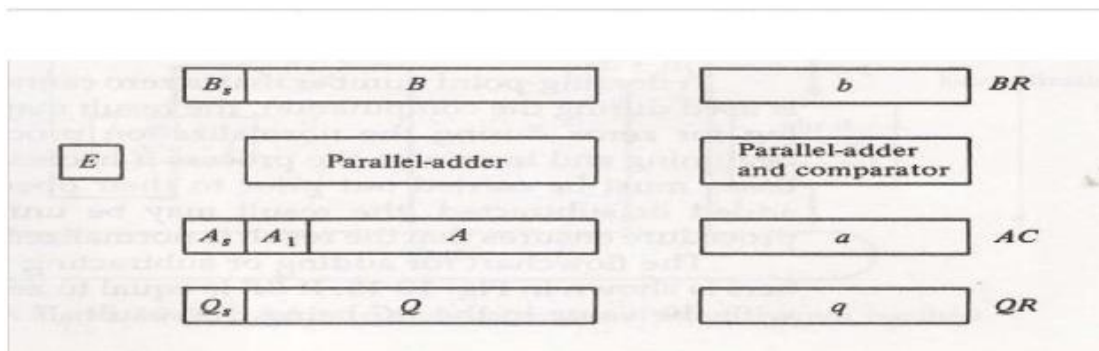 Bs B b BR
E Parallel-adder Parallel-adder and comparator
As A1 A a AC
Qs Q q QR